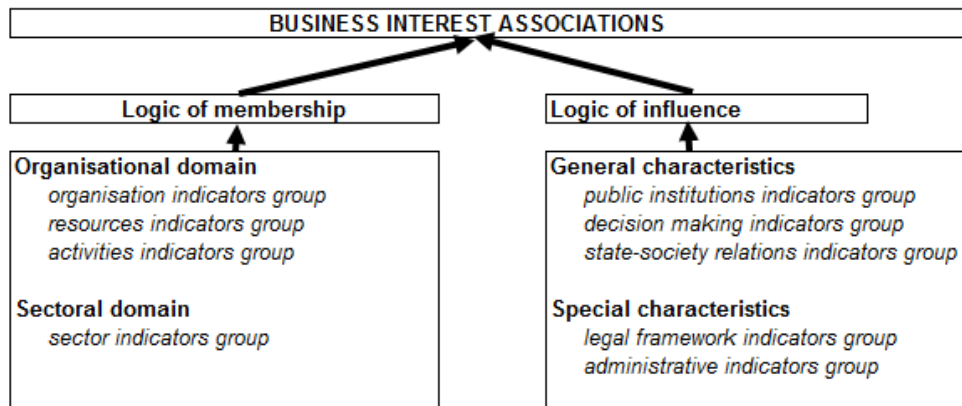 BUSINESS INTEREST ASSOCIATIONS
Logic of membership
Organisational domain
organisation indicators group
resources indicators group
activities indicators group
Sectoral domain
sector indicators group
Logic of influence
General characteristics
public institutions indicators group
decision making indicators group
state-society relations indicators group
Special characteristics
legal framework indicators group
administrative indicators group